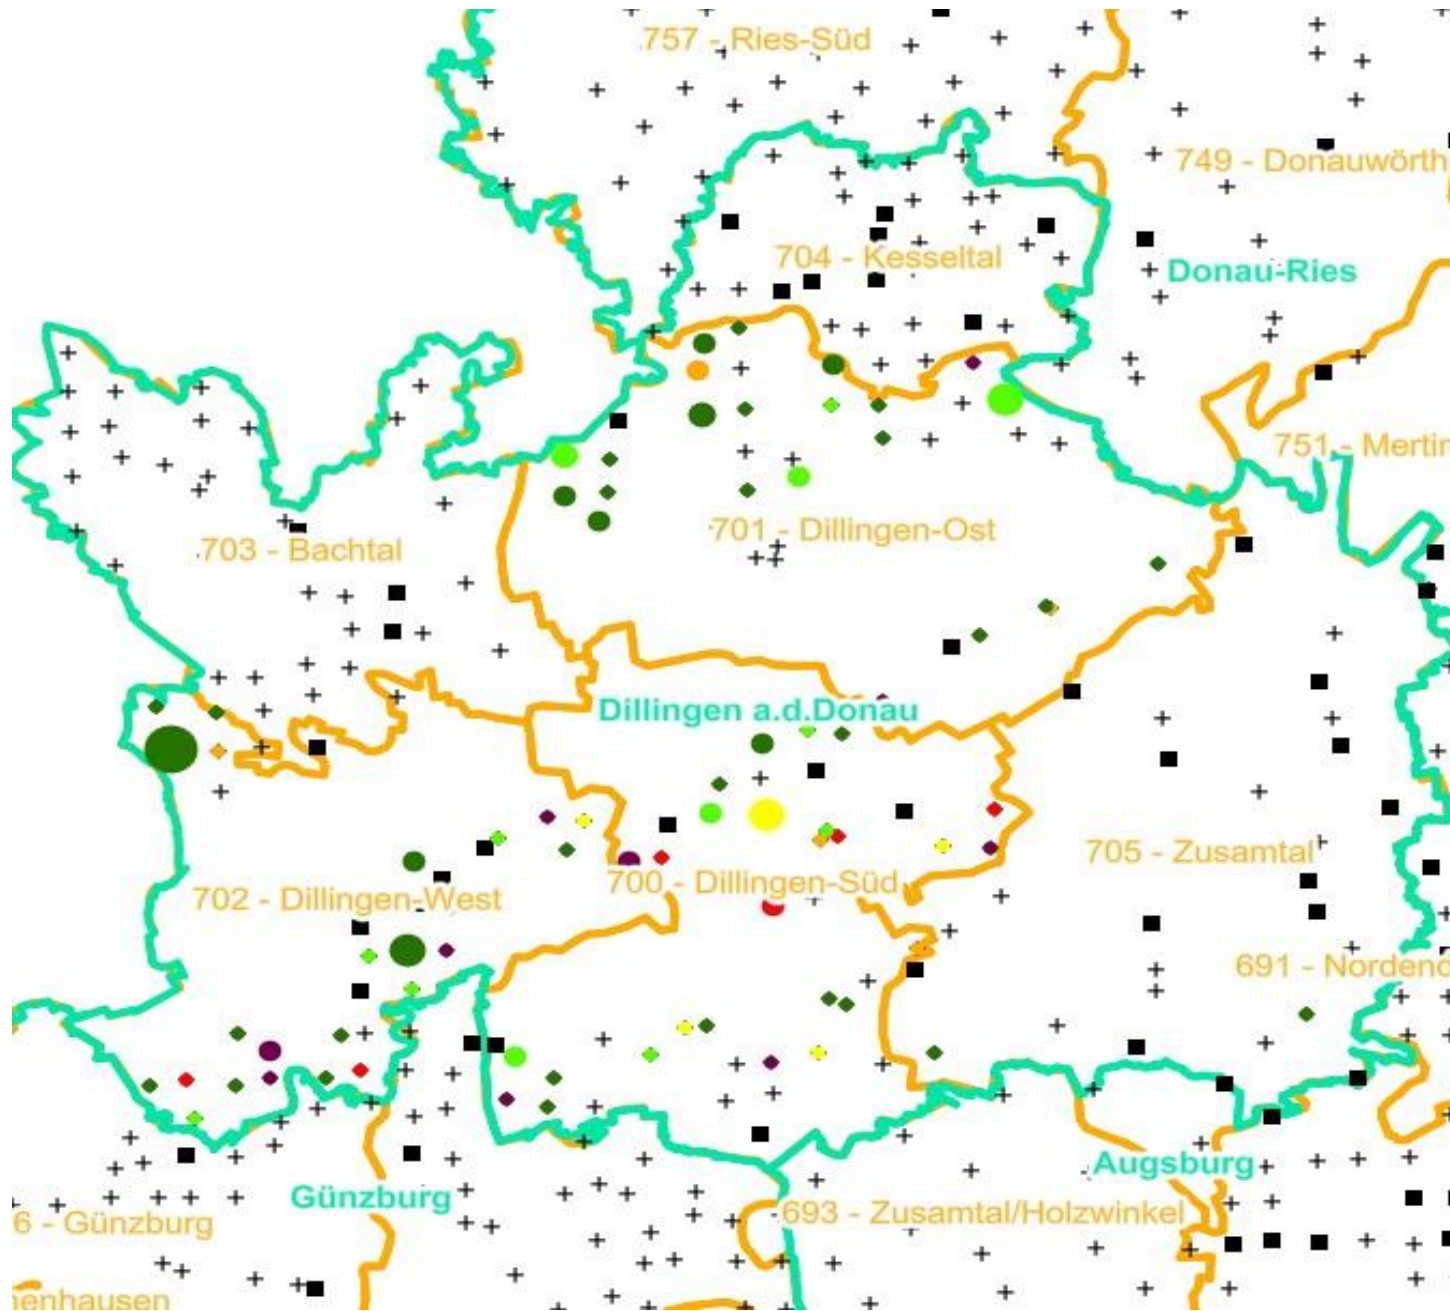 757 - Ries-Süd
749 - Donauwörth
704 - Kesseltal
Donau-Ries
751 - Mertin
701 - Dillingen-Ost
703 - Bachtal
Dillingen a.d.Donau
705 - Zusamtal
700 - Dillingen-Süd
702 - Dillingen-West
691 - Nordend
Augsburg
Günzburg
693 - Zusamtal/Holzwinkel
6 - Günzburg
enhausen